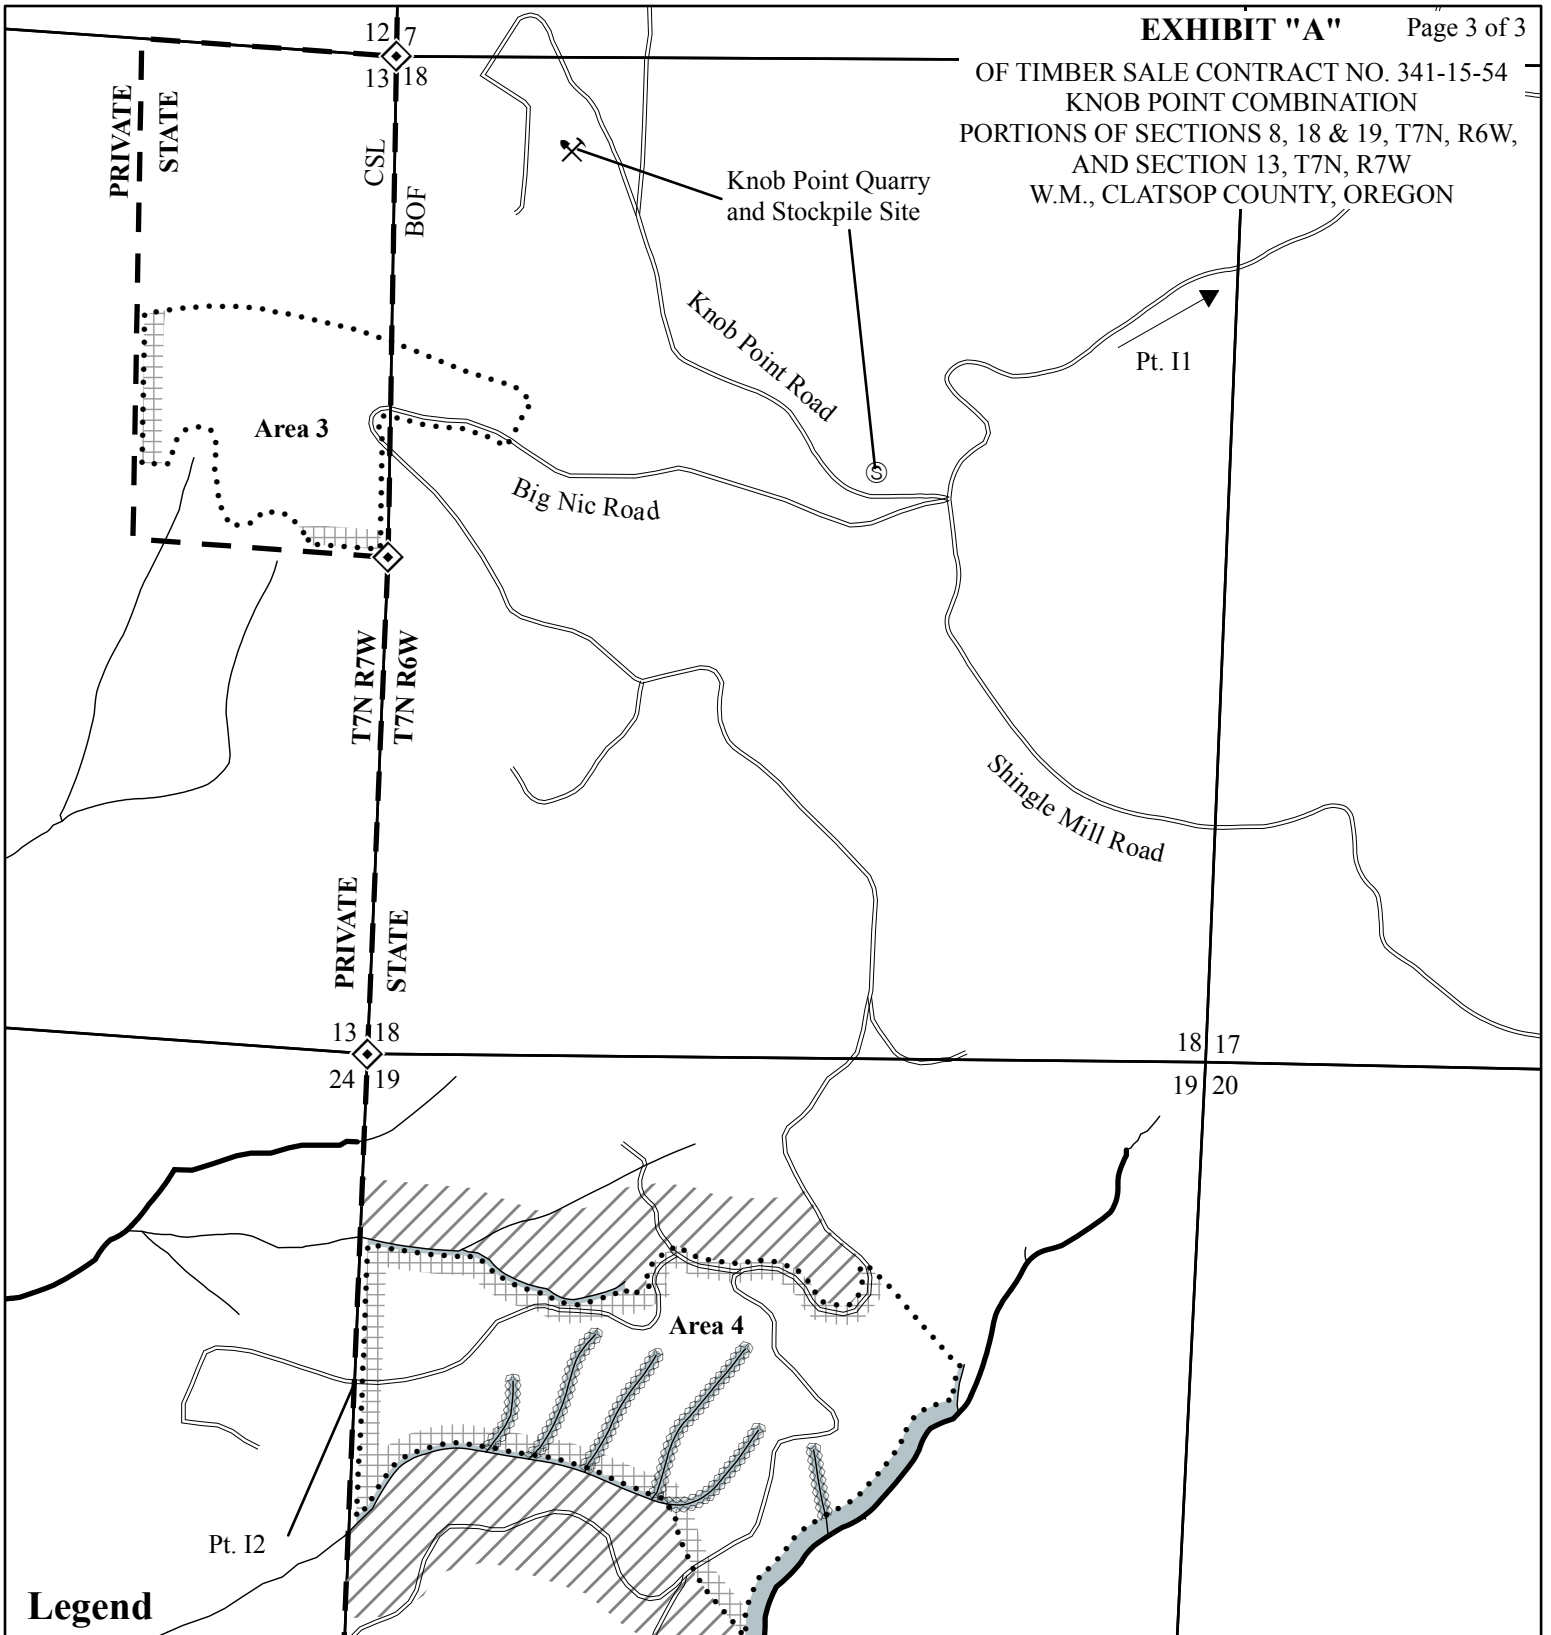 EXHIBIT "A"
Page 3 of 3
OF TIMBER SALE CONTRACT NO. 341-15-54
KNOB POINT COMBINATION
PORTIONS OF SECTIONS 8, 18 & 19, T7N, R6W,
AND SECTION 13, T7N, R7W
W.M., CLATSOP COUNTY, OREGON
12 7
13 18
PRIVATE
STATE
CSL
BOF
Knob Point Quarry
and Stockpile Site
Knob Point Road
Pt. I1
Area 3
S
Big Nic Road
T7N R7W
T7N R6W
Shingle Mill Road
PRIVATE
STATE
13 18
24 19
18 17
19 20
Area 4
Pt. I2
Legend